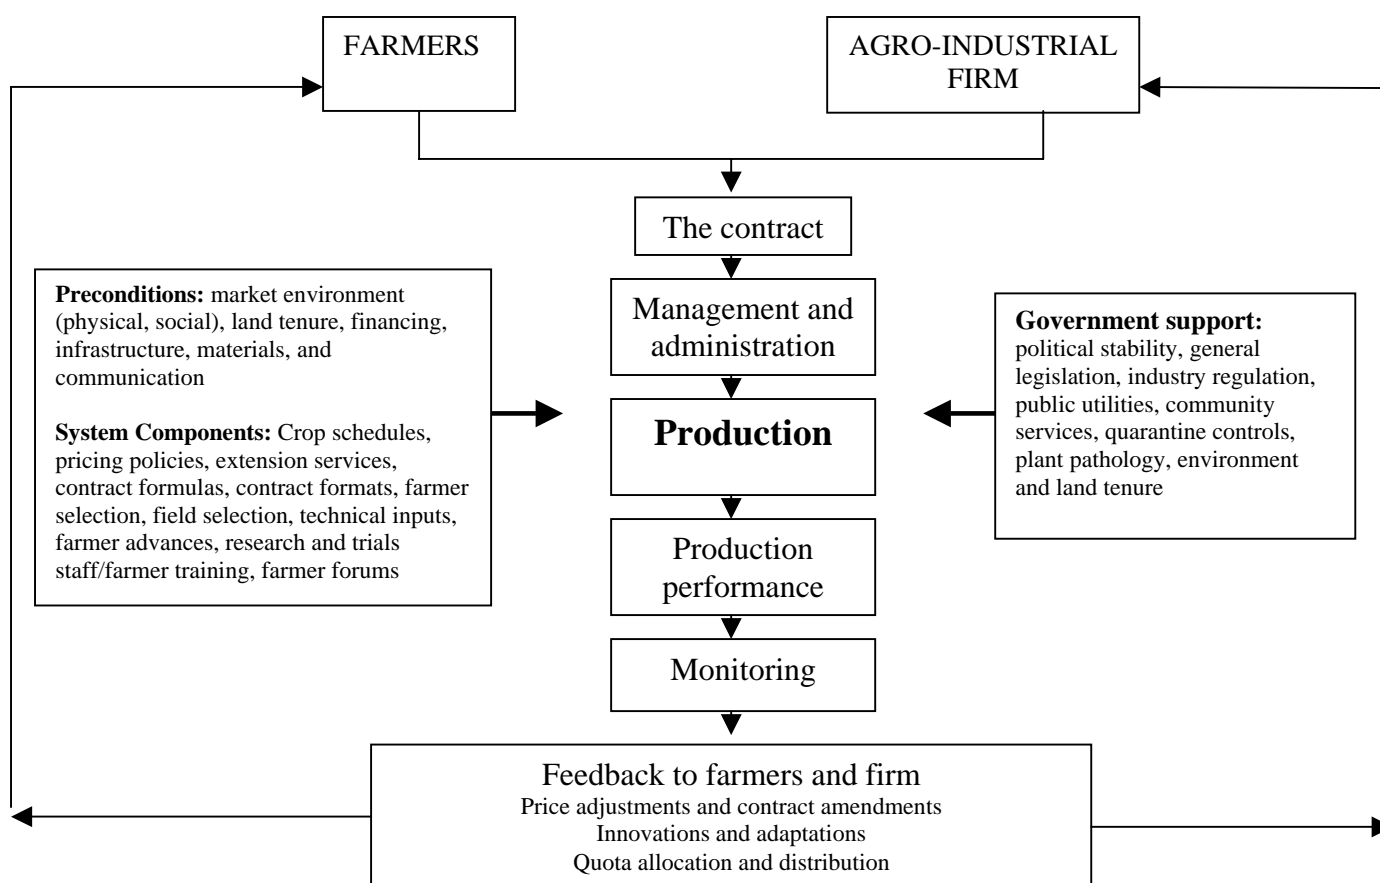 FARMERS
AGRO-INDUSTRIAL
FIRM
The contract
Management and
administration
Preconditions: market environment
(physical, social), land tenure, financing,
infrastructure, materials, and
communication
System Components: Crop schedules,
pricing policies, extension services,
contract formulas, contract formats, farmer
selection, field selection, technical inputs,
farmer advances, research and trials
staff/farmer training, farmer forums
Production
Government support:
political stability, general
legislation, industry regulation,
public utilities, community
services, quarantine controls,
plant pathology, environment
and land tenure
Production
performance
Monitoring
Feedback to farmers and firm
Price adjustments and contract amendments
Innovations and adaptations
Quota allocation and distribution